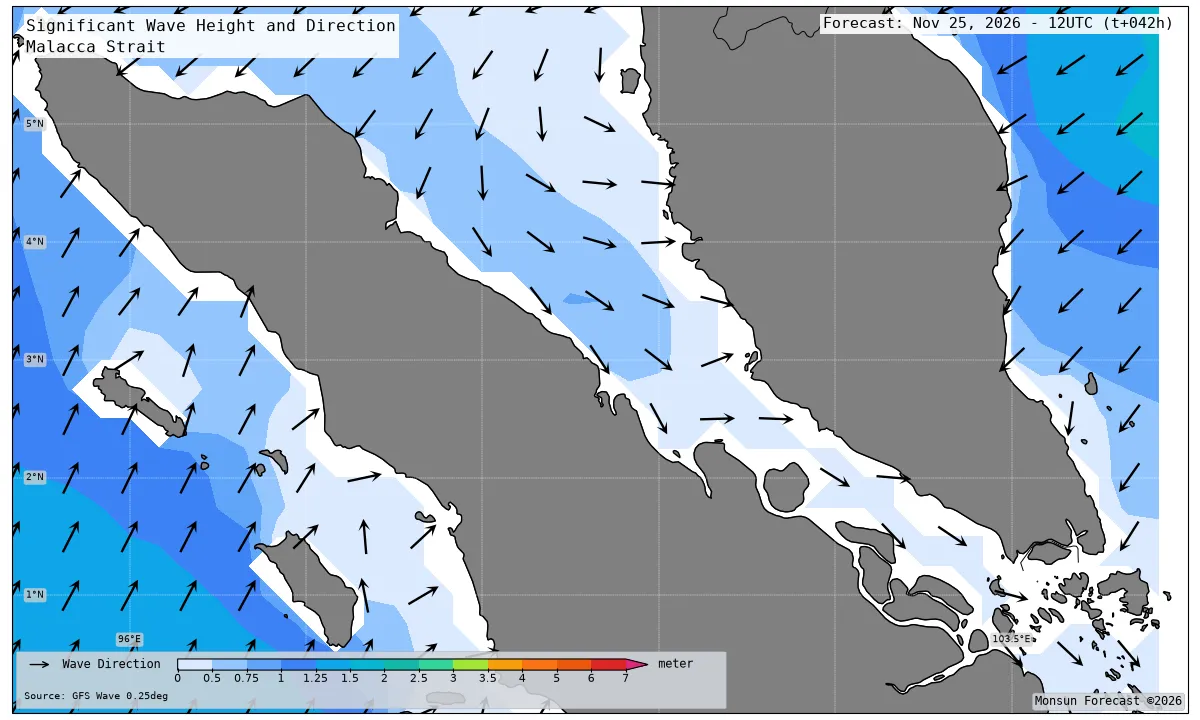 Significant Wave Height and Direction
Malacca Strait
Forecast: Nov 25, 2026 - 12UTC (t+042h)
5°N
4°N
3°N
2°N
1°N
96°E
103.5°E
Wave Direction
0 0.5 0.75 1 1.25 1.5 2 2.5 3 3.5 4 5 6 7
meter
Source: GFS Wave 0.25deg
Monsun Forecast ©2026